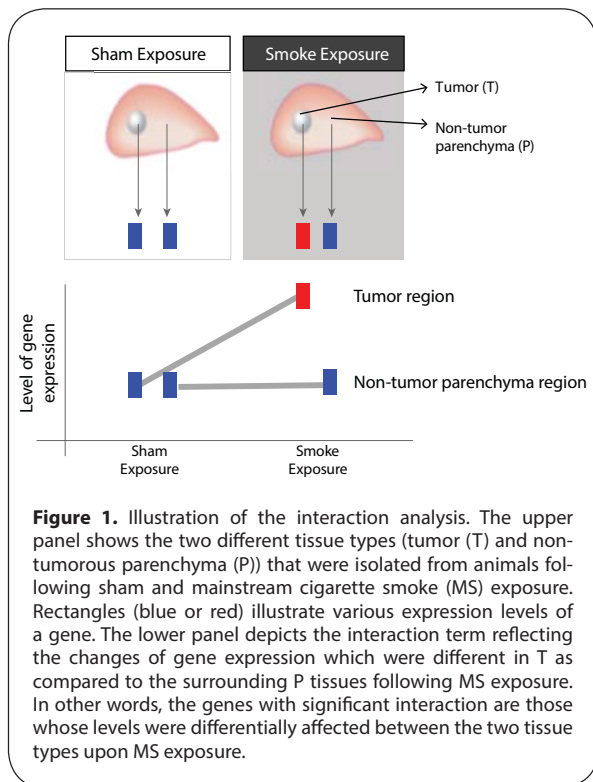 Sham Exposure
Smoke Exposure
Tumor (T)
Non-tumor
parenchyma (P)
Level of gene
expression
Tumor region
Non-tumor parenchyma region
Sham
Exposure
Smoke
Exposure
Figure 1. Illustration of the interaction analysis. The upper
panel shows the two different tissue types (tumor (T) and non-
tumorous parenchyma (P)) that were isolated from animals fol-
lowing sham and mainstream cigarette smoke (MS) exposure.
Rectangles (blue or red) illustrate various expression levels of
a gene. The lower panel depicts the interaction term reflecting
the changes of gene expression which were different in T as
compared to the surrounding P tissues following MS exposure.
In other words, the genes with significant interaction are those
whose levels were differentially affected between the two tissue
types upon MS exposure.